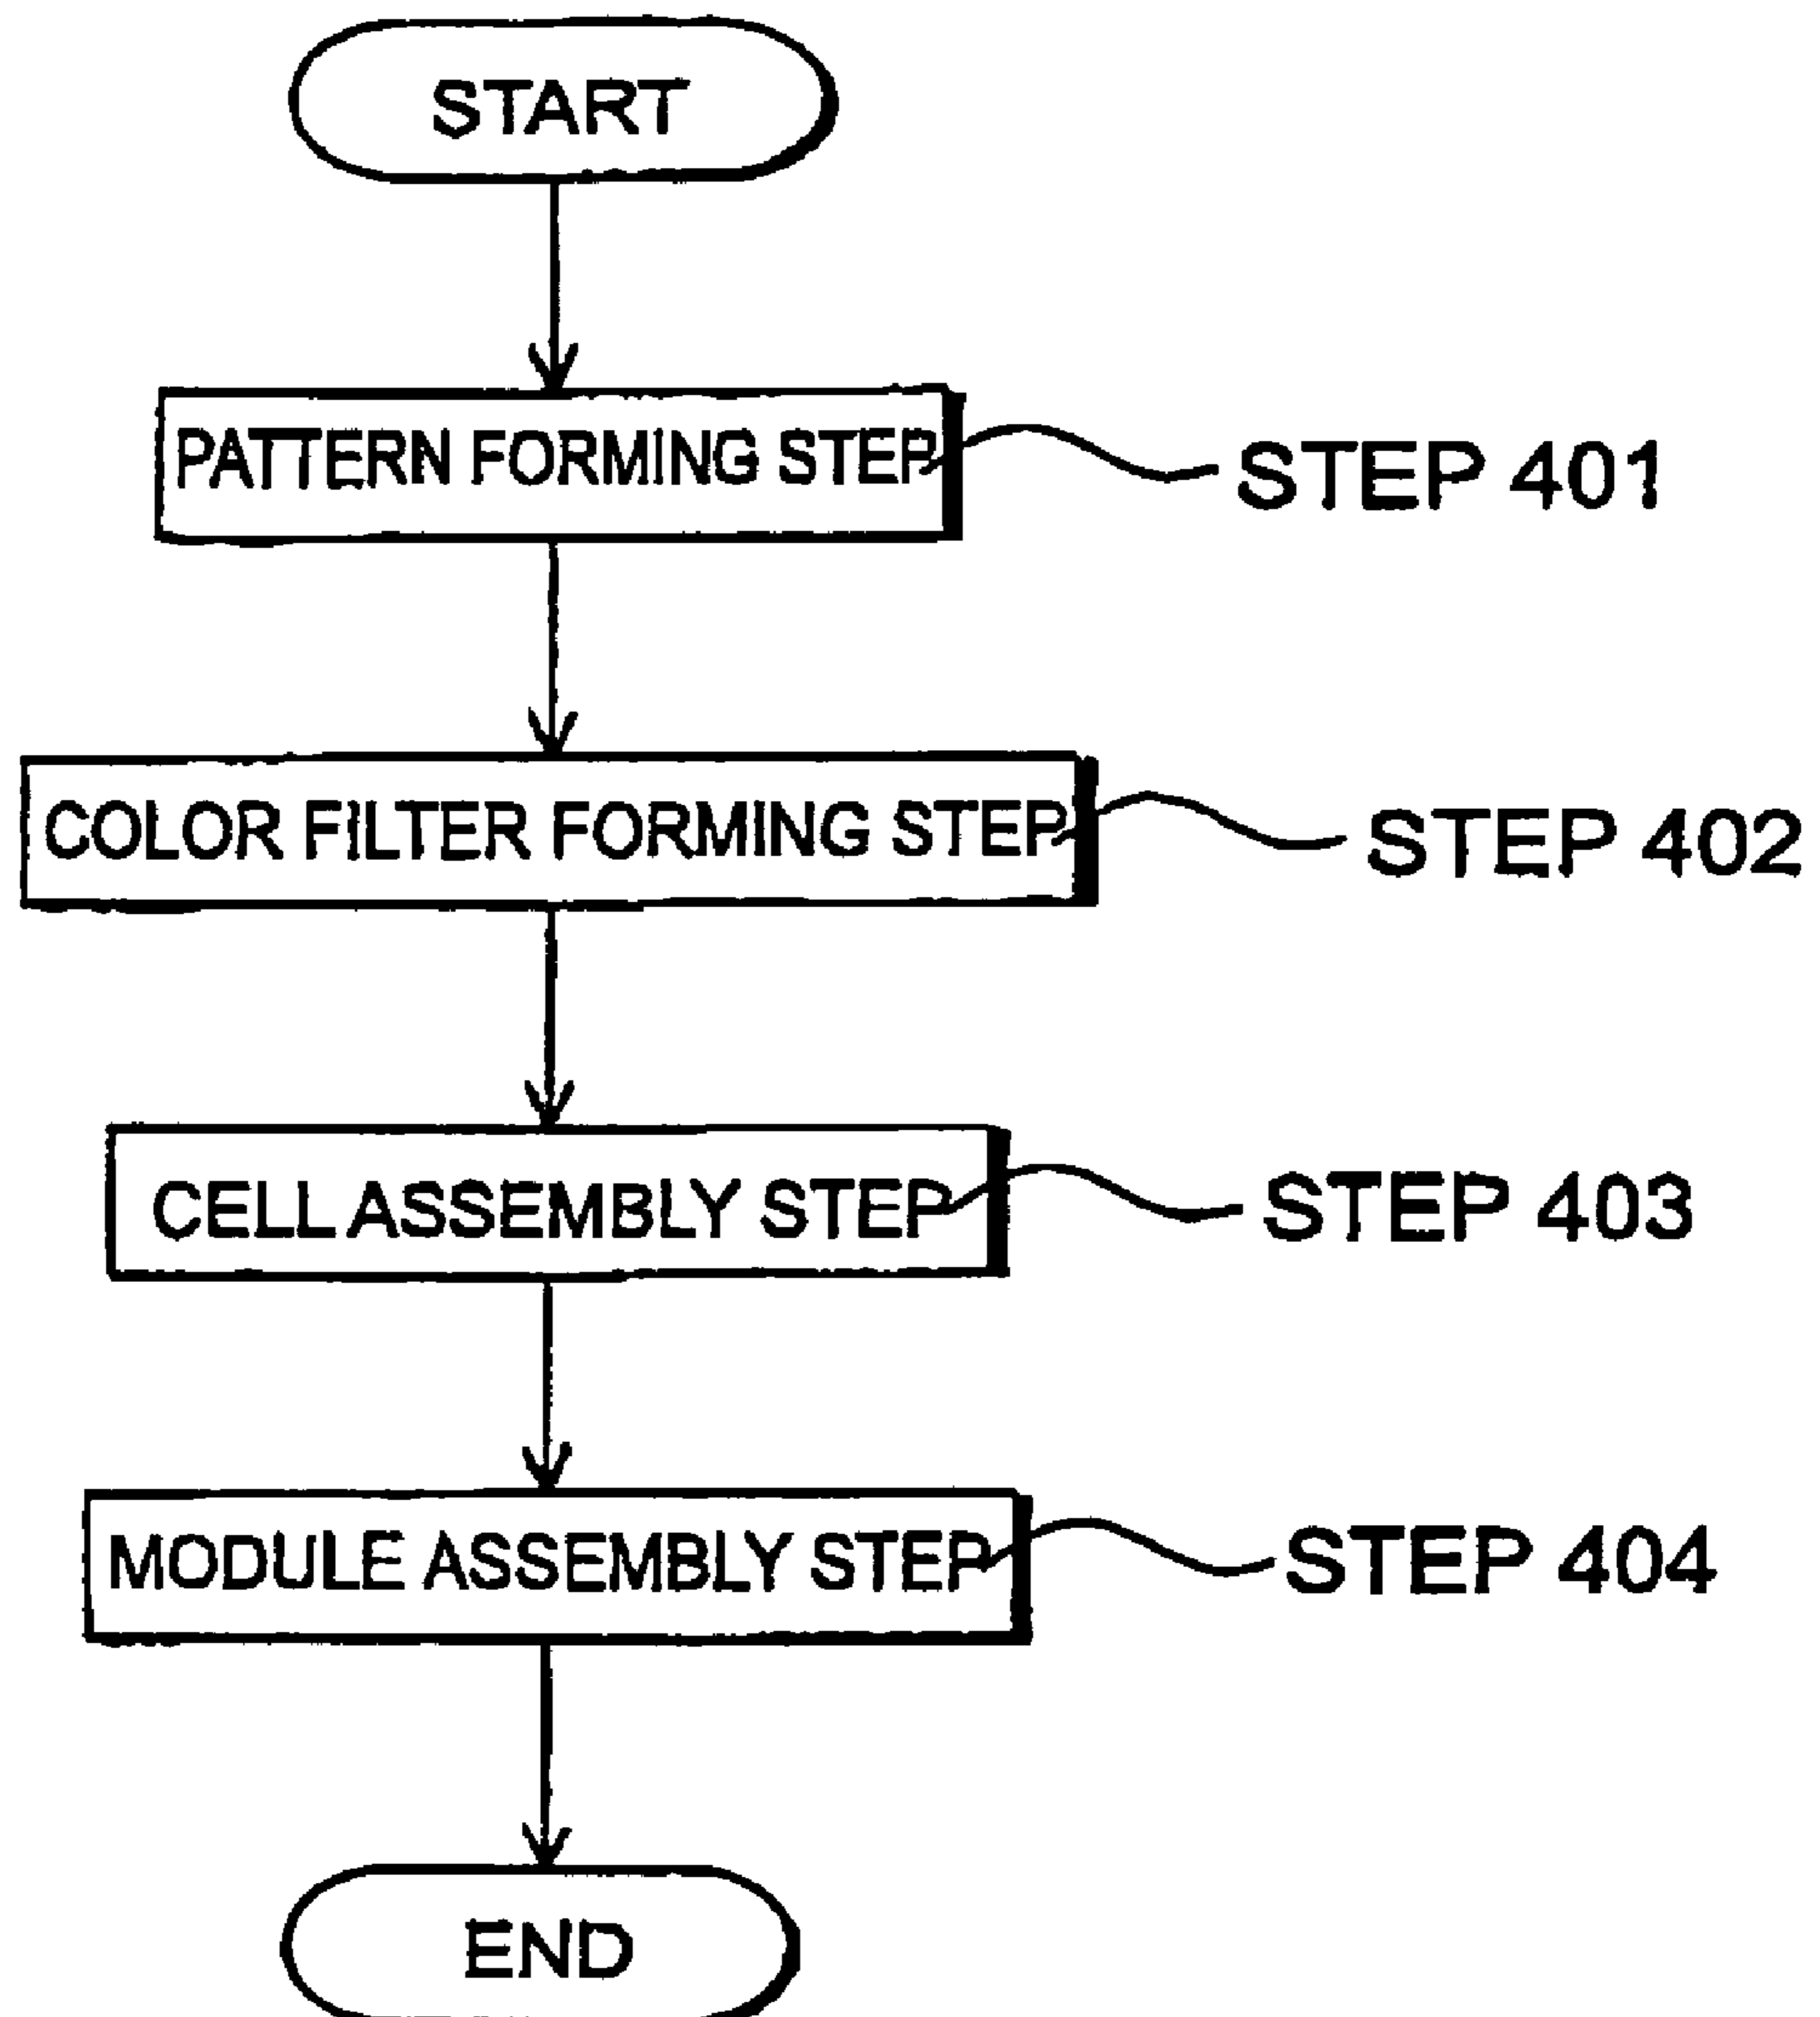 START
PATTERN FORMING STEP
STEP 401
COLOR FILTER FORMING STEP
STEP 402
CELL ASSEMBLY STEP
STEP 403
MODULE ASSEMBLY STEP
STEP 404
END